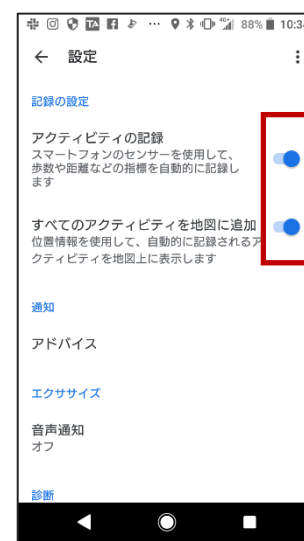 88% 10:34
← 設定
記録の設定
アクティビティの記録
スマートフォンのセンサーを使用して、
歩数や距離などの指標を自動的に記録し
ます
すべてのアクティビティを地図に追加
位置情報を使用して、自動的に記録されるア
クティビティを地図上に表示します
通知
アドバイス
エクササイズ
音声通知
オフ
診断